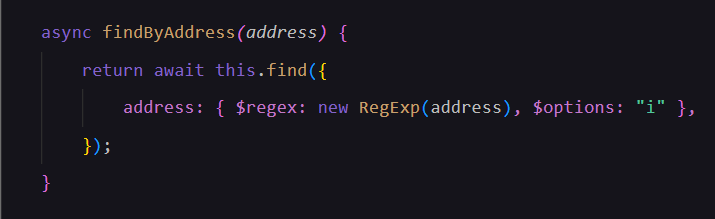 async findByAddress(address) {
return await this.find({
address: { $regex: new RegExp(address), $options: "i" },
});
}